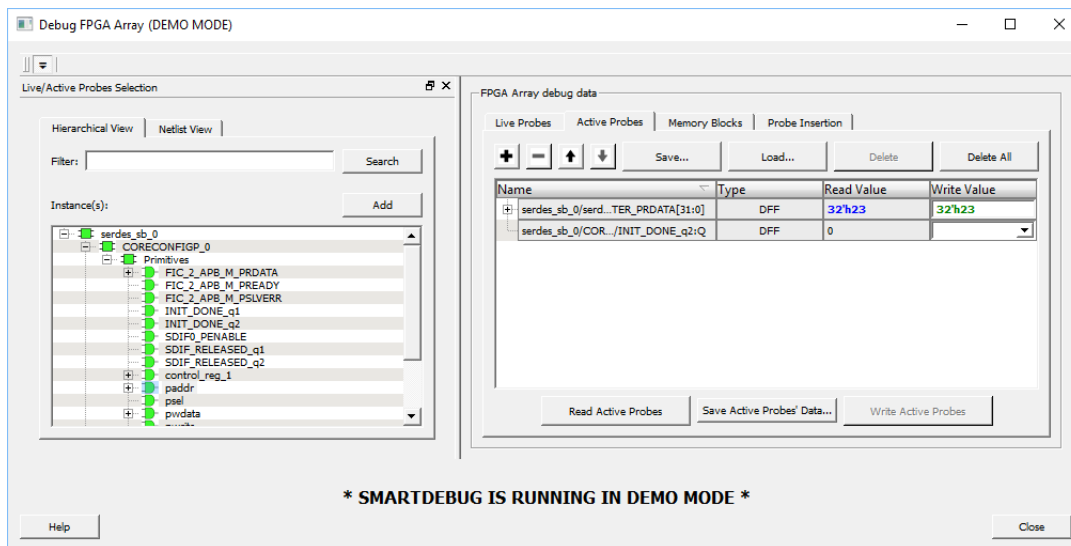 Debug FPGA Array (DEMO MODE)
Live/Active Probes Selection
Hierarchical View Netlist View
Filter: Search
Instance(s): Add
serdes_sb_0
CORECONFIGP_0
Primitives
FIC_2_APB_M_PRDATA
FIC_2_APB_M_PREADY
FIC_2_APB_M_PSLVERR
INIT_DONE_q1
INIT_DONE_q2
SDIF0_PENABLE
SDIF_RELEASED_q1
SDIF_RELEASED_q2
control_reg_1
paddr
psel
pwdata
FPGA Array debug data
Live Probes Active Probes Memory Blocks Probe Insertion
Save... Load... Delete Delete All
Name Type Read Value Write Value
serdes_sb_0/serd...TER_PRDATA[31:0] DFF 32'h23 32'h23
serdes_sb_0/COR.../INIT_DONE_q2:Q DFF 0
Read Active Probes Save Active Probes' Data... Write Active Probes
* SMARTDEBUG IS RUNNING IN DEMO MODE *
Help Close